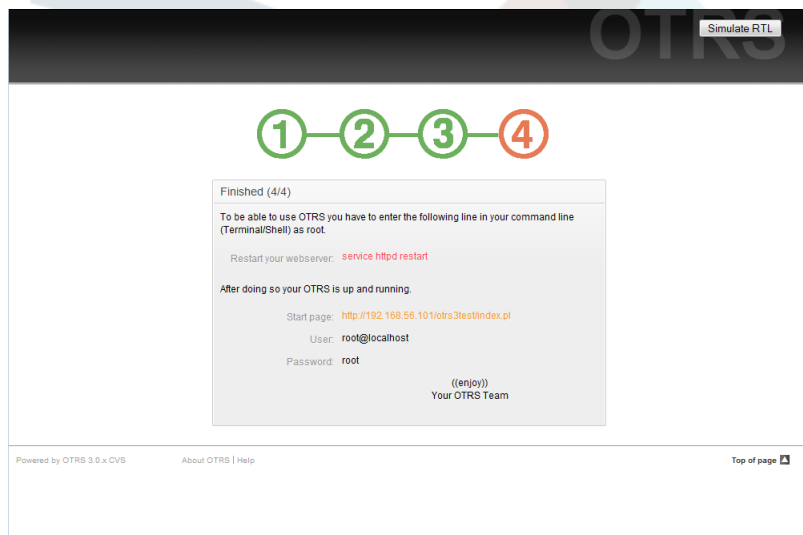 OTRS
Simulate RTL
1 2 3 4
Finished (4/4)
To be able to use OTRS you have to enter the following line in your command line
(Terminal/Shell) as root.
Restart your webserver: service httpd restart
After doing so your OTRS is up and running.
Start page: http://192.168.56.101/otrs3test/index.pl
User: root@localhost
Password: root
((enjoy))
Your OTRS Team
Powered by OTRS 3.0.x CVS About OTRS | Help Top of page